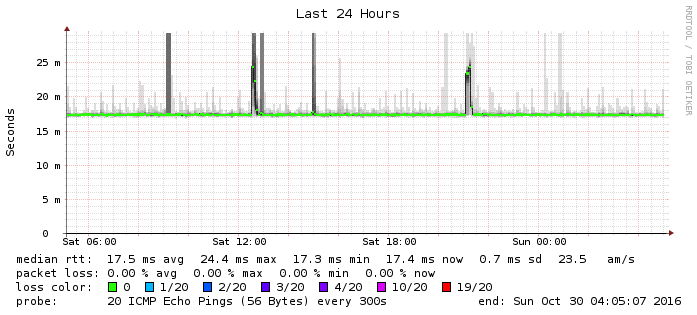 Last 24 Hours
RRDTOOL / TOBI OETIKER
Seconds
25 m
20 m
15 m
10 m
5 m
0
Sat 06:00 Sat 12:00 Sat 18:00 Sun 00:00
median rtt: 17.5 ms avg 24.4 ms max 17.3 ms min 17.4 ms now 0.7 ms sd 23.5 am/s
packet loss: 0.00 % avg 0.00 % max 0.00 % min 0.00 % now
loss color: 0 1/20 2/20 3/20 4/20 10/20 19/20
probe: 20 ICMP Echo Pings (56 Bytes) every 300s end: Sun Oct 30 04:05:07 2016